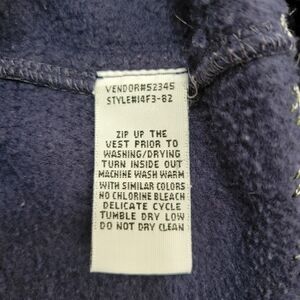 VENDOR#52345
STYLE#14F3-82
ZIP UP THE
VEST PRIOR TO
WASHING/DRYING
TURN INSIDE OUT
MACHINE WASH WARM
WITH SIMILAR COLORS
NO CHLORINE BLEACH
DELICATE CYCLE
TUMBLE DRY LOW
DO NOT DRY CLEAN